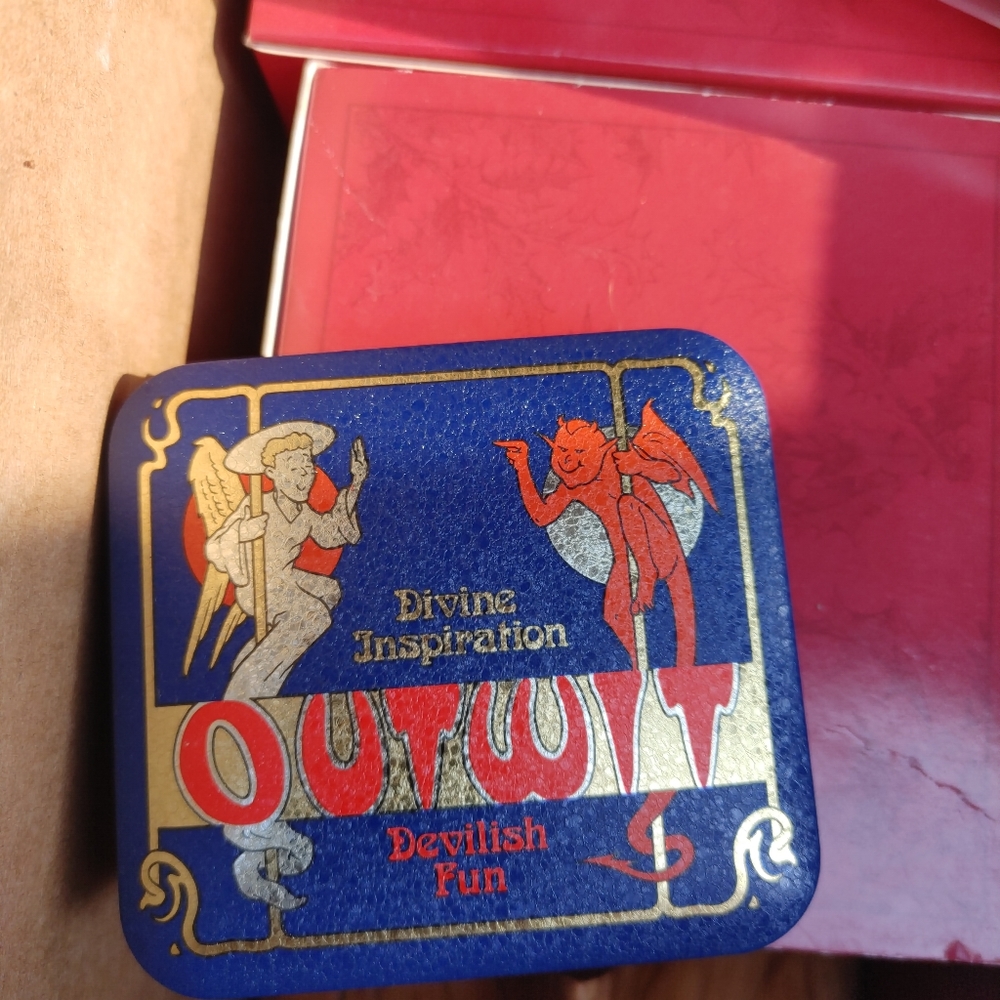 Divine
Inspiration
OUTWIT
Devilish
Fun